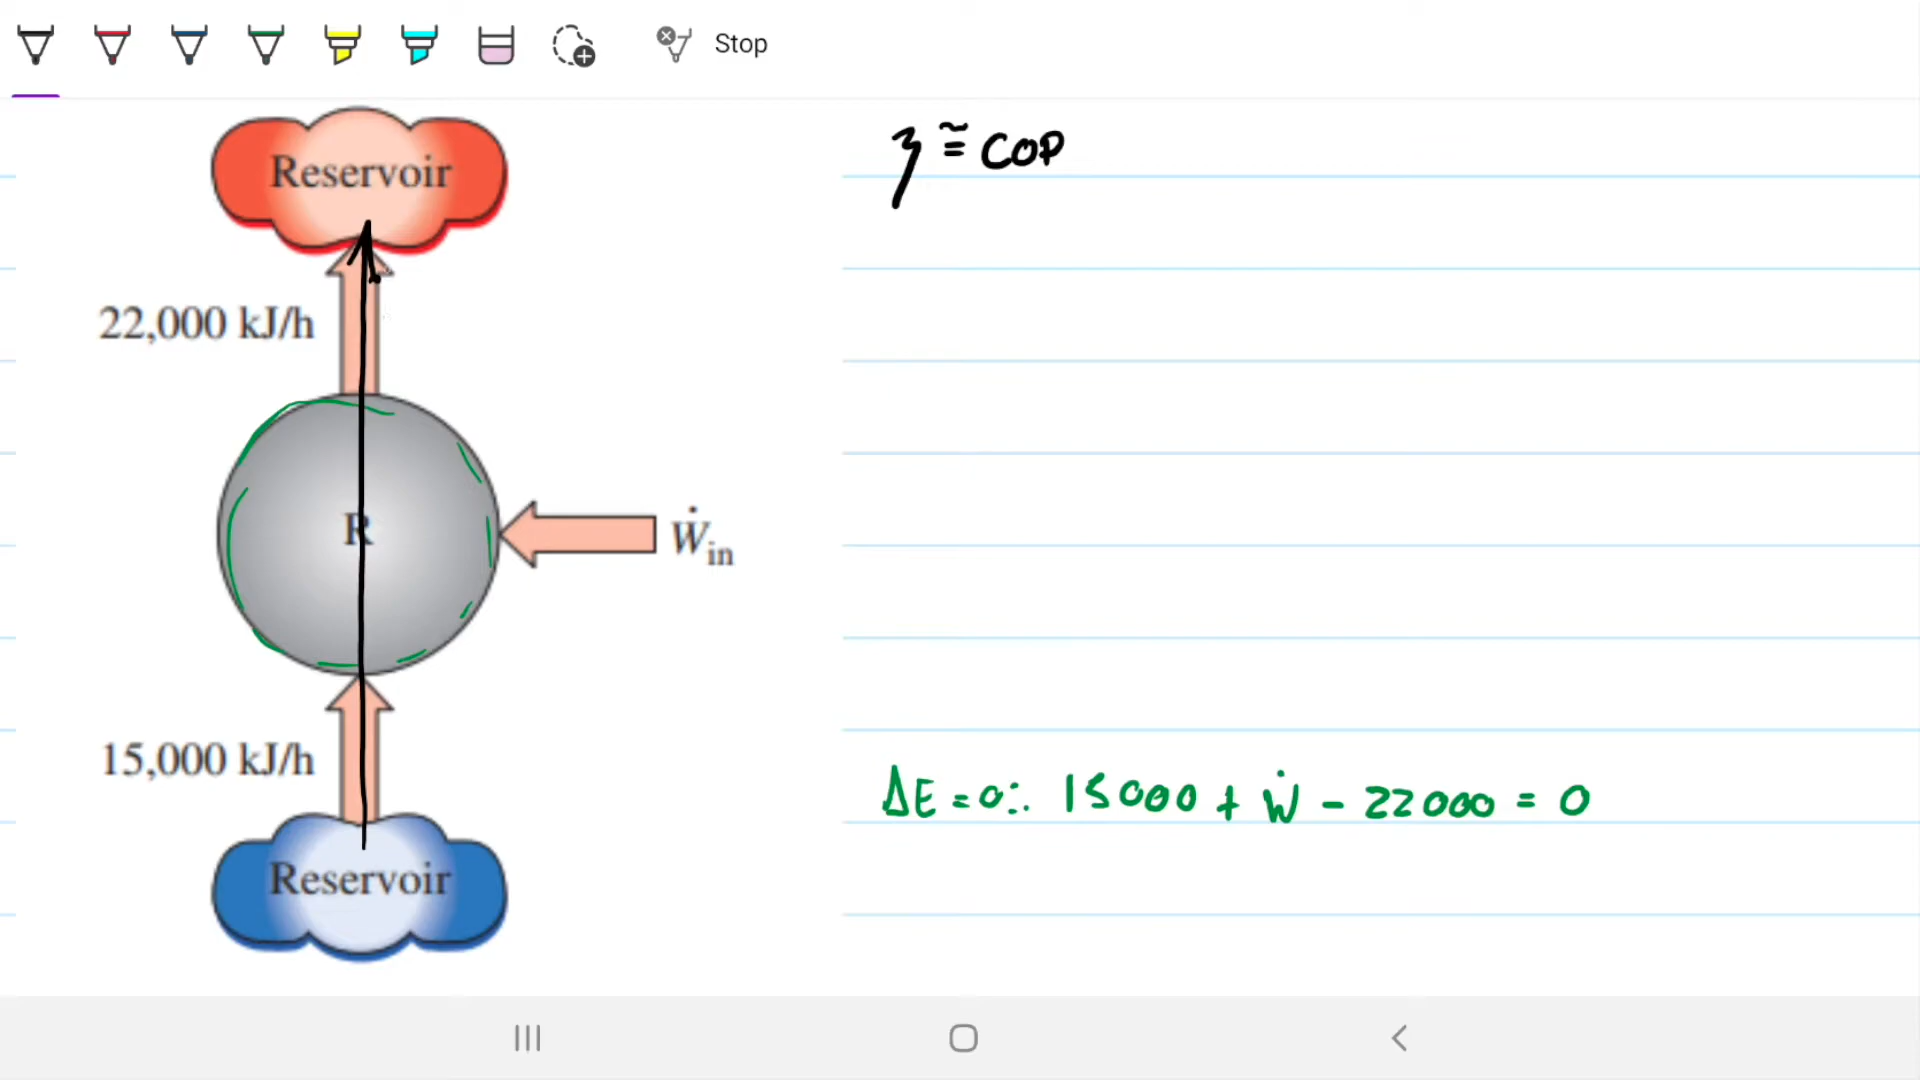 Stop
Reservoir
22,000 kJ/h
R
Ẇin
15,000 kJ/h
Reservoir
η ≅ COP
ΔE = 0 ∴ 15000 + Ẇ - 22000 = 0